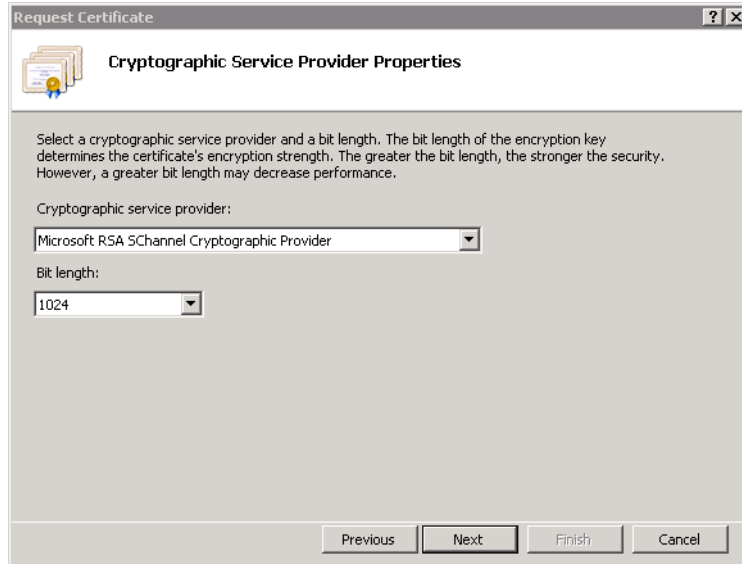 Request Certificate
Cryptographic Service Provider Properties
Select a cryptographic service provider and a bit length. The bit length of the encryption key
determines the certificate's encryption strength. The greater the bit length, the stronger the security.
However, a greater bit length may decrease performance.
Cryptographic service provider:
Microsoft RSA SChannel Cryptographic Provider
Bit length:
1024
Previous Next Finish Cancel